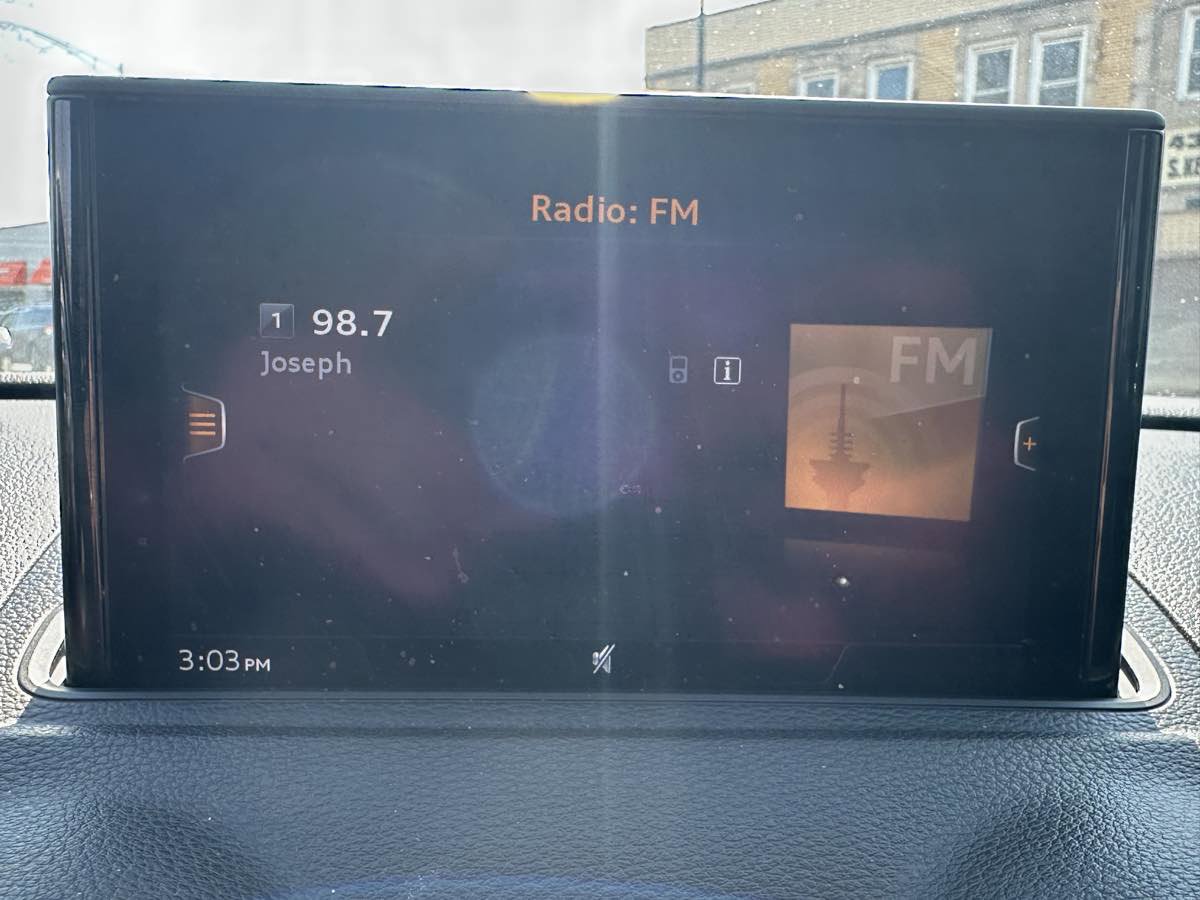 Radio: FM
1 98.7
Joseph
FM
3:03 PM